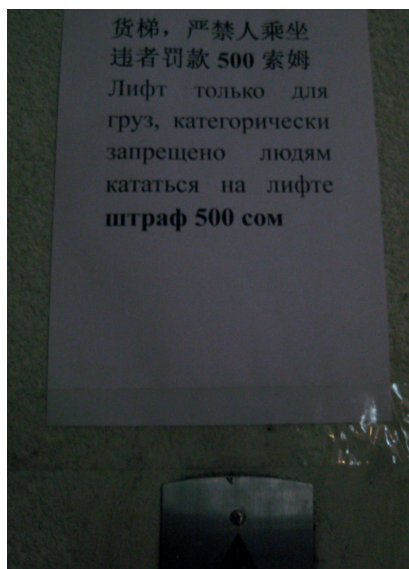 货梯，严禁人乘坐
违者罚款 500 索姆
Лифт только для
груз, категорически
запрещено людям
кататься на лифте
штраф 500 сом